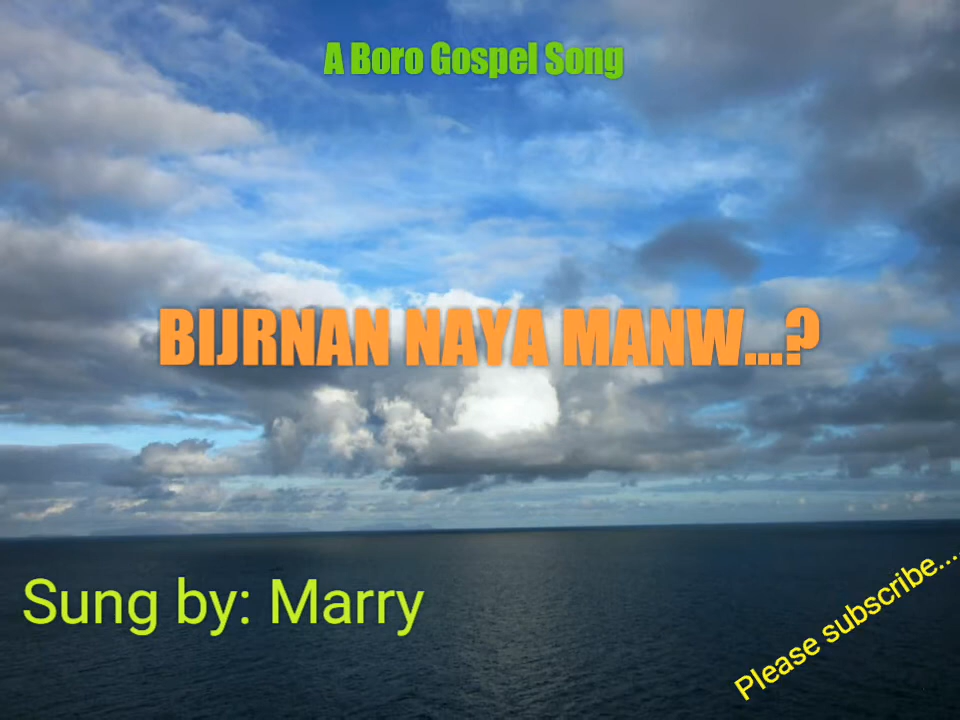 A Boro Gospel Song
BIJRNAN NAYA MANW...?
Sung by: Marry
Please subscribe....